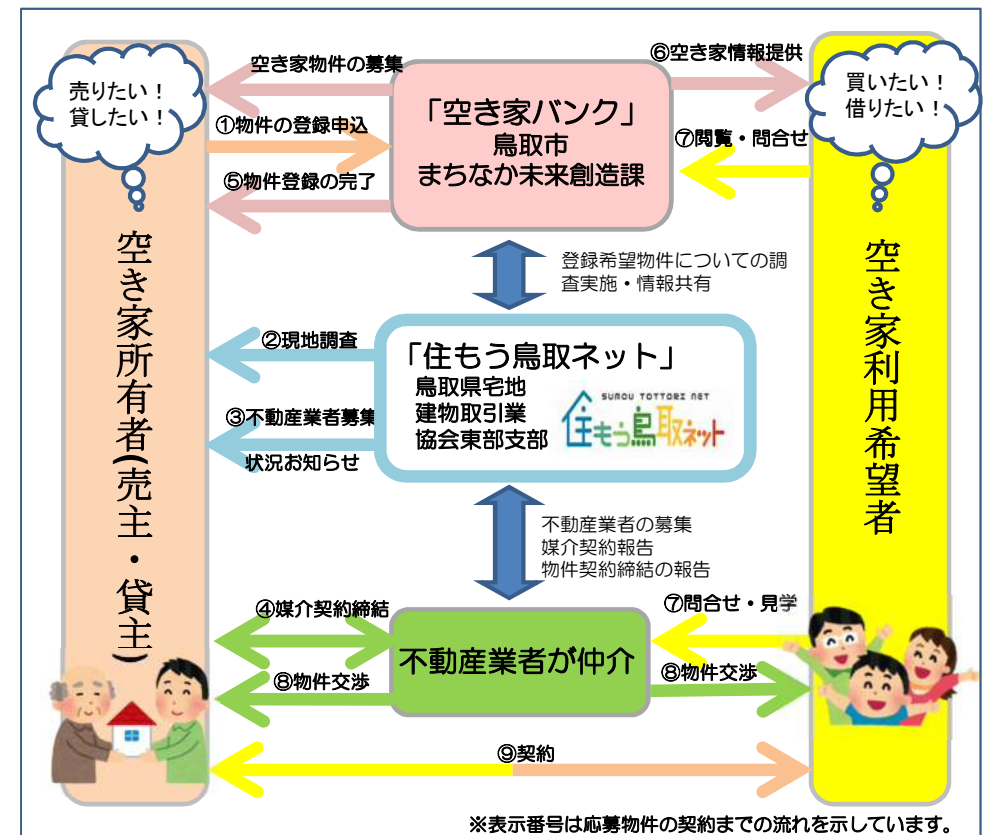 売りたい！
貸したい！
空き家所有者(売主・貸主)
空き家物件の募集
①物件の登録申込
⑤物件登録の完了
「空き家バンク」
鳥取市
まちなか未来創造課
⑥空き家情報提供
⑦閲覧・問合せ
買いたい！
借りたい！
空き家利用希望者
登録希望物件についての調
査実施・情報共有
②現地調査
③不動産業者募集
状況お知らせ
「住もう鳥取ネット」
鳥取県宅地
建物取引業
協会東部支部
SUMOU TOTTORI NET
住もう鳥取ネット
不動産業者の募集
媒介契約報告
物件契約締結の報告
④媒介契約締結
⑧物件交渉
不動産業者が仲介
⑦問合せ・見学
⑧物件交渉
⑨契約
※表示番号は応募物件の契約までの流れを示しています。